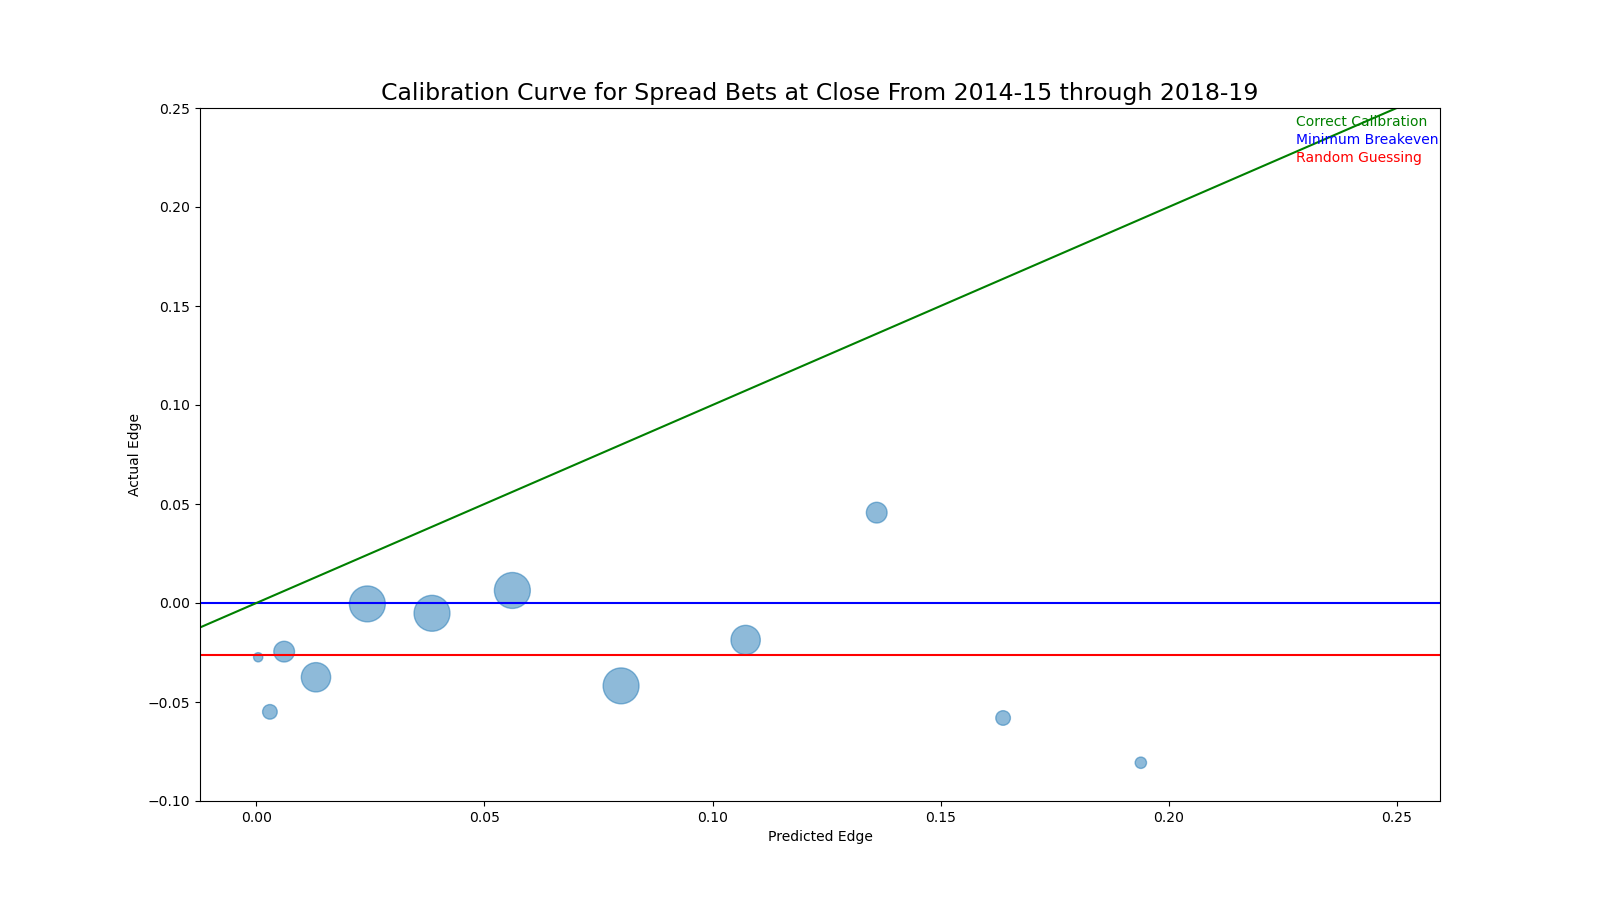 Calibration Curve for Spread Bets at Close From 2014-15 through 2018-19
Correct Calibration
Minimum Breakeven
Random Guessing
0.25
0.20
0.15
0.10
0.05
0.00
−0.05
−0.10
Actual Edge
0.00 0.05 0.10 0.15 0.20 0.25
Predicted Edge